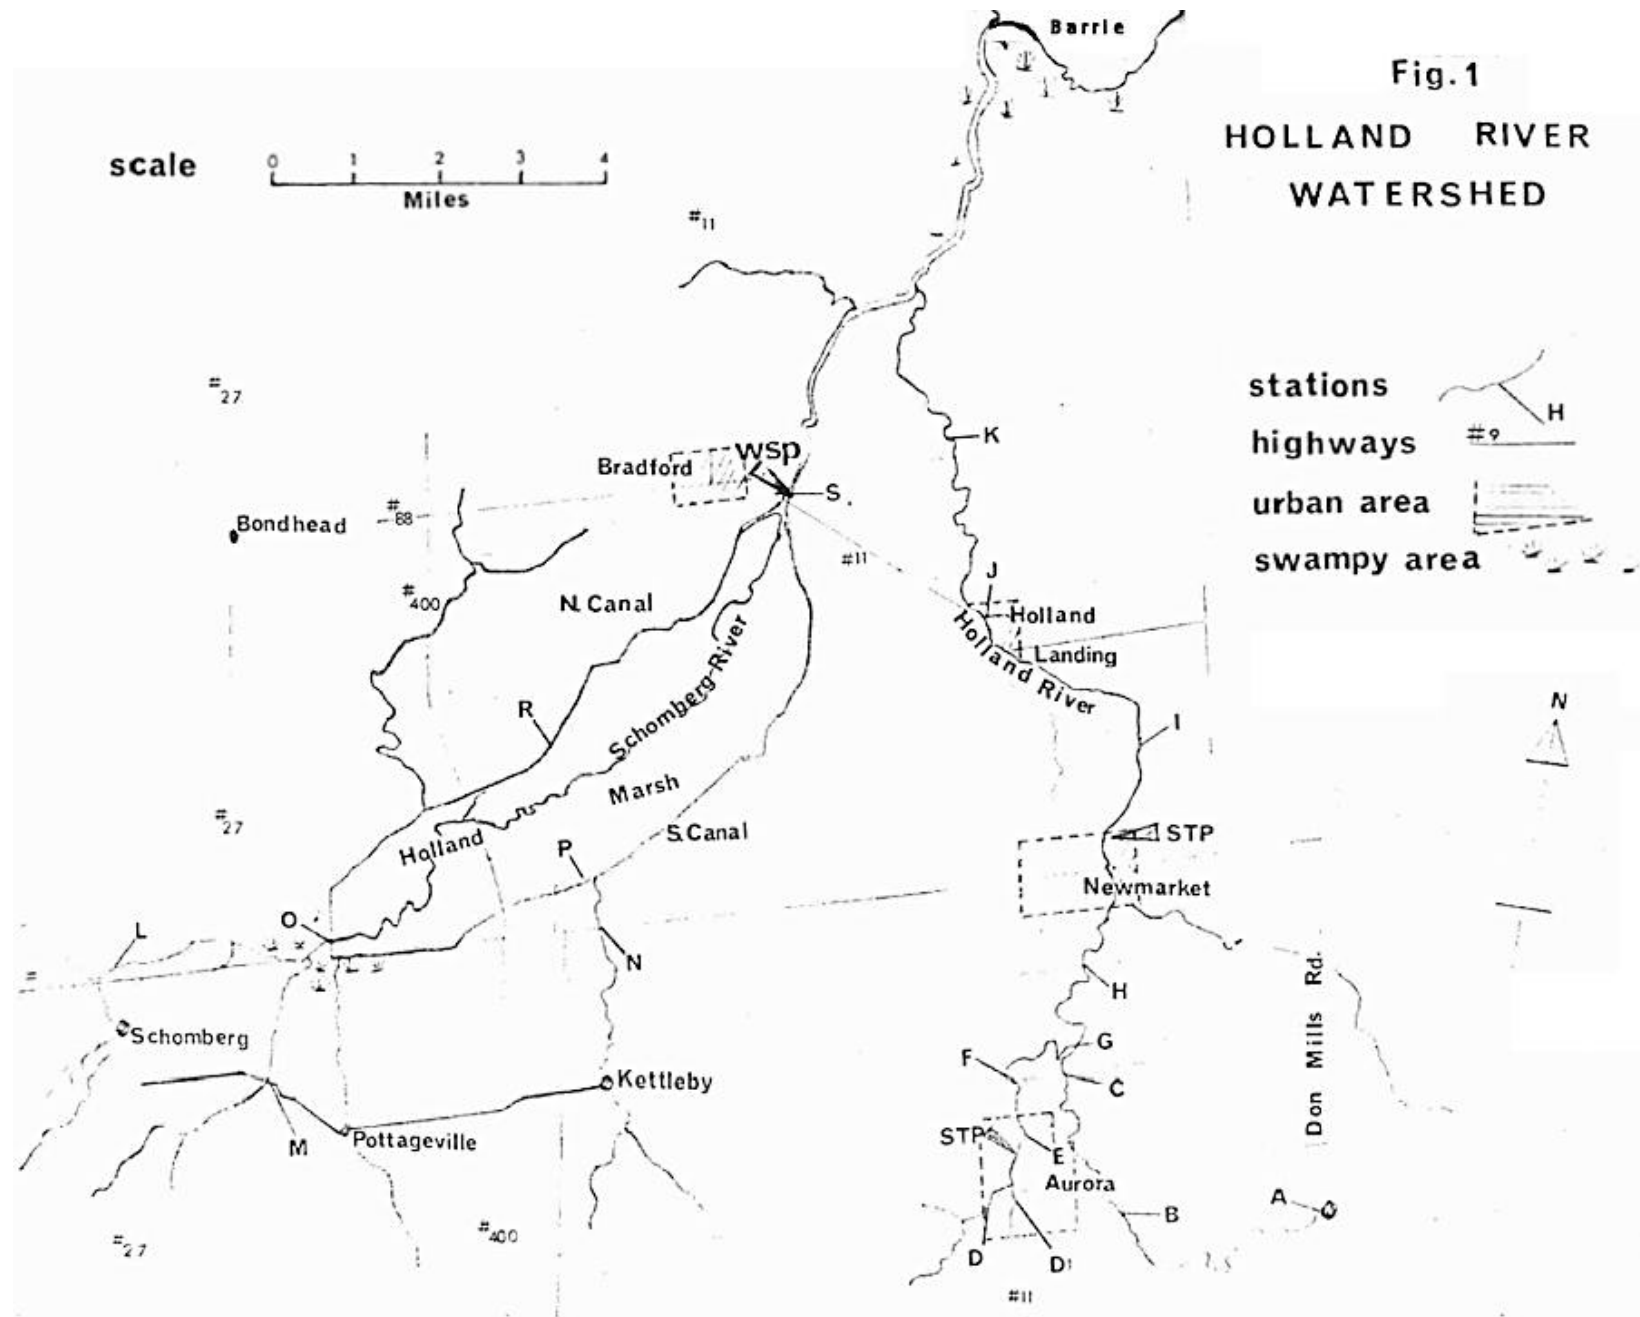 Barrie
Fig. 1
HOLLAND RIVER
WATERSHED
scale
0 1 2 3 4
Miles
#11
#27
stations
H
highways
#9
urban area
swampy area
K
Bradford
WSP
S
#88
Bondhead
#400
#11
J
N. Canal
Holland
Landing
Holland River
Schomberg River
R
I
N
Marsh
#27
Holland
P
S. Canal
STP
Newmarket
O
L
N
H
Don Mills Rd.
Schomberg
G
F
C
Kettleby
M
Pottageville
STP
E
Aurora
A
B
#27
#400
D
D1
#11